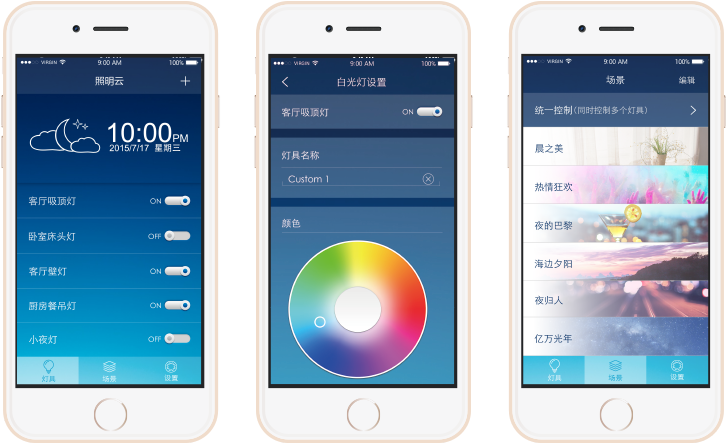 VIRGIN 9:00 AM 100%
照明云 +
10:00PM
2015/7/17 星期三
客厅吸顶灯 ON
卧室床头灯 OFF
客厅壁灯 ON
厨房餐吊灯 ON
小夜灯 OFF
灯具 场景 设置
VIRGIN 9:00 AM 100%
白光灯设置
客厅吸顶灯 ON
灯具名称
Custom 1
颜色
VIRGIN 9:00 AM 100%
场景 编辑
统一控制(同时控制多个灯具)
晨之美
热情狂欢
夜的巴黎
海边夕阳
夜归人
亿万光年
灯具 场景 设置